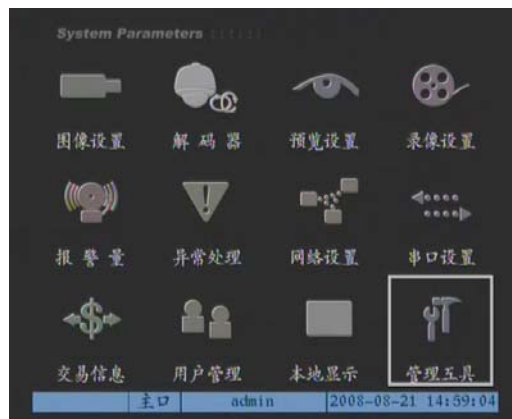 System Parameters ::::::
图像设置 解码器 预览设置 录像设置
报警量 异常处理 网络设置 串口设置
交易信息 用户管理 本地显示 管理工具
主口 admin 2008-08-21 14:59:04